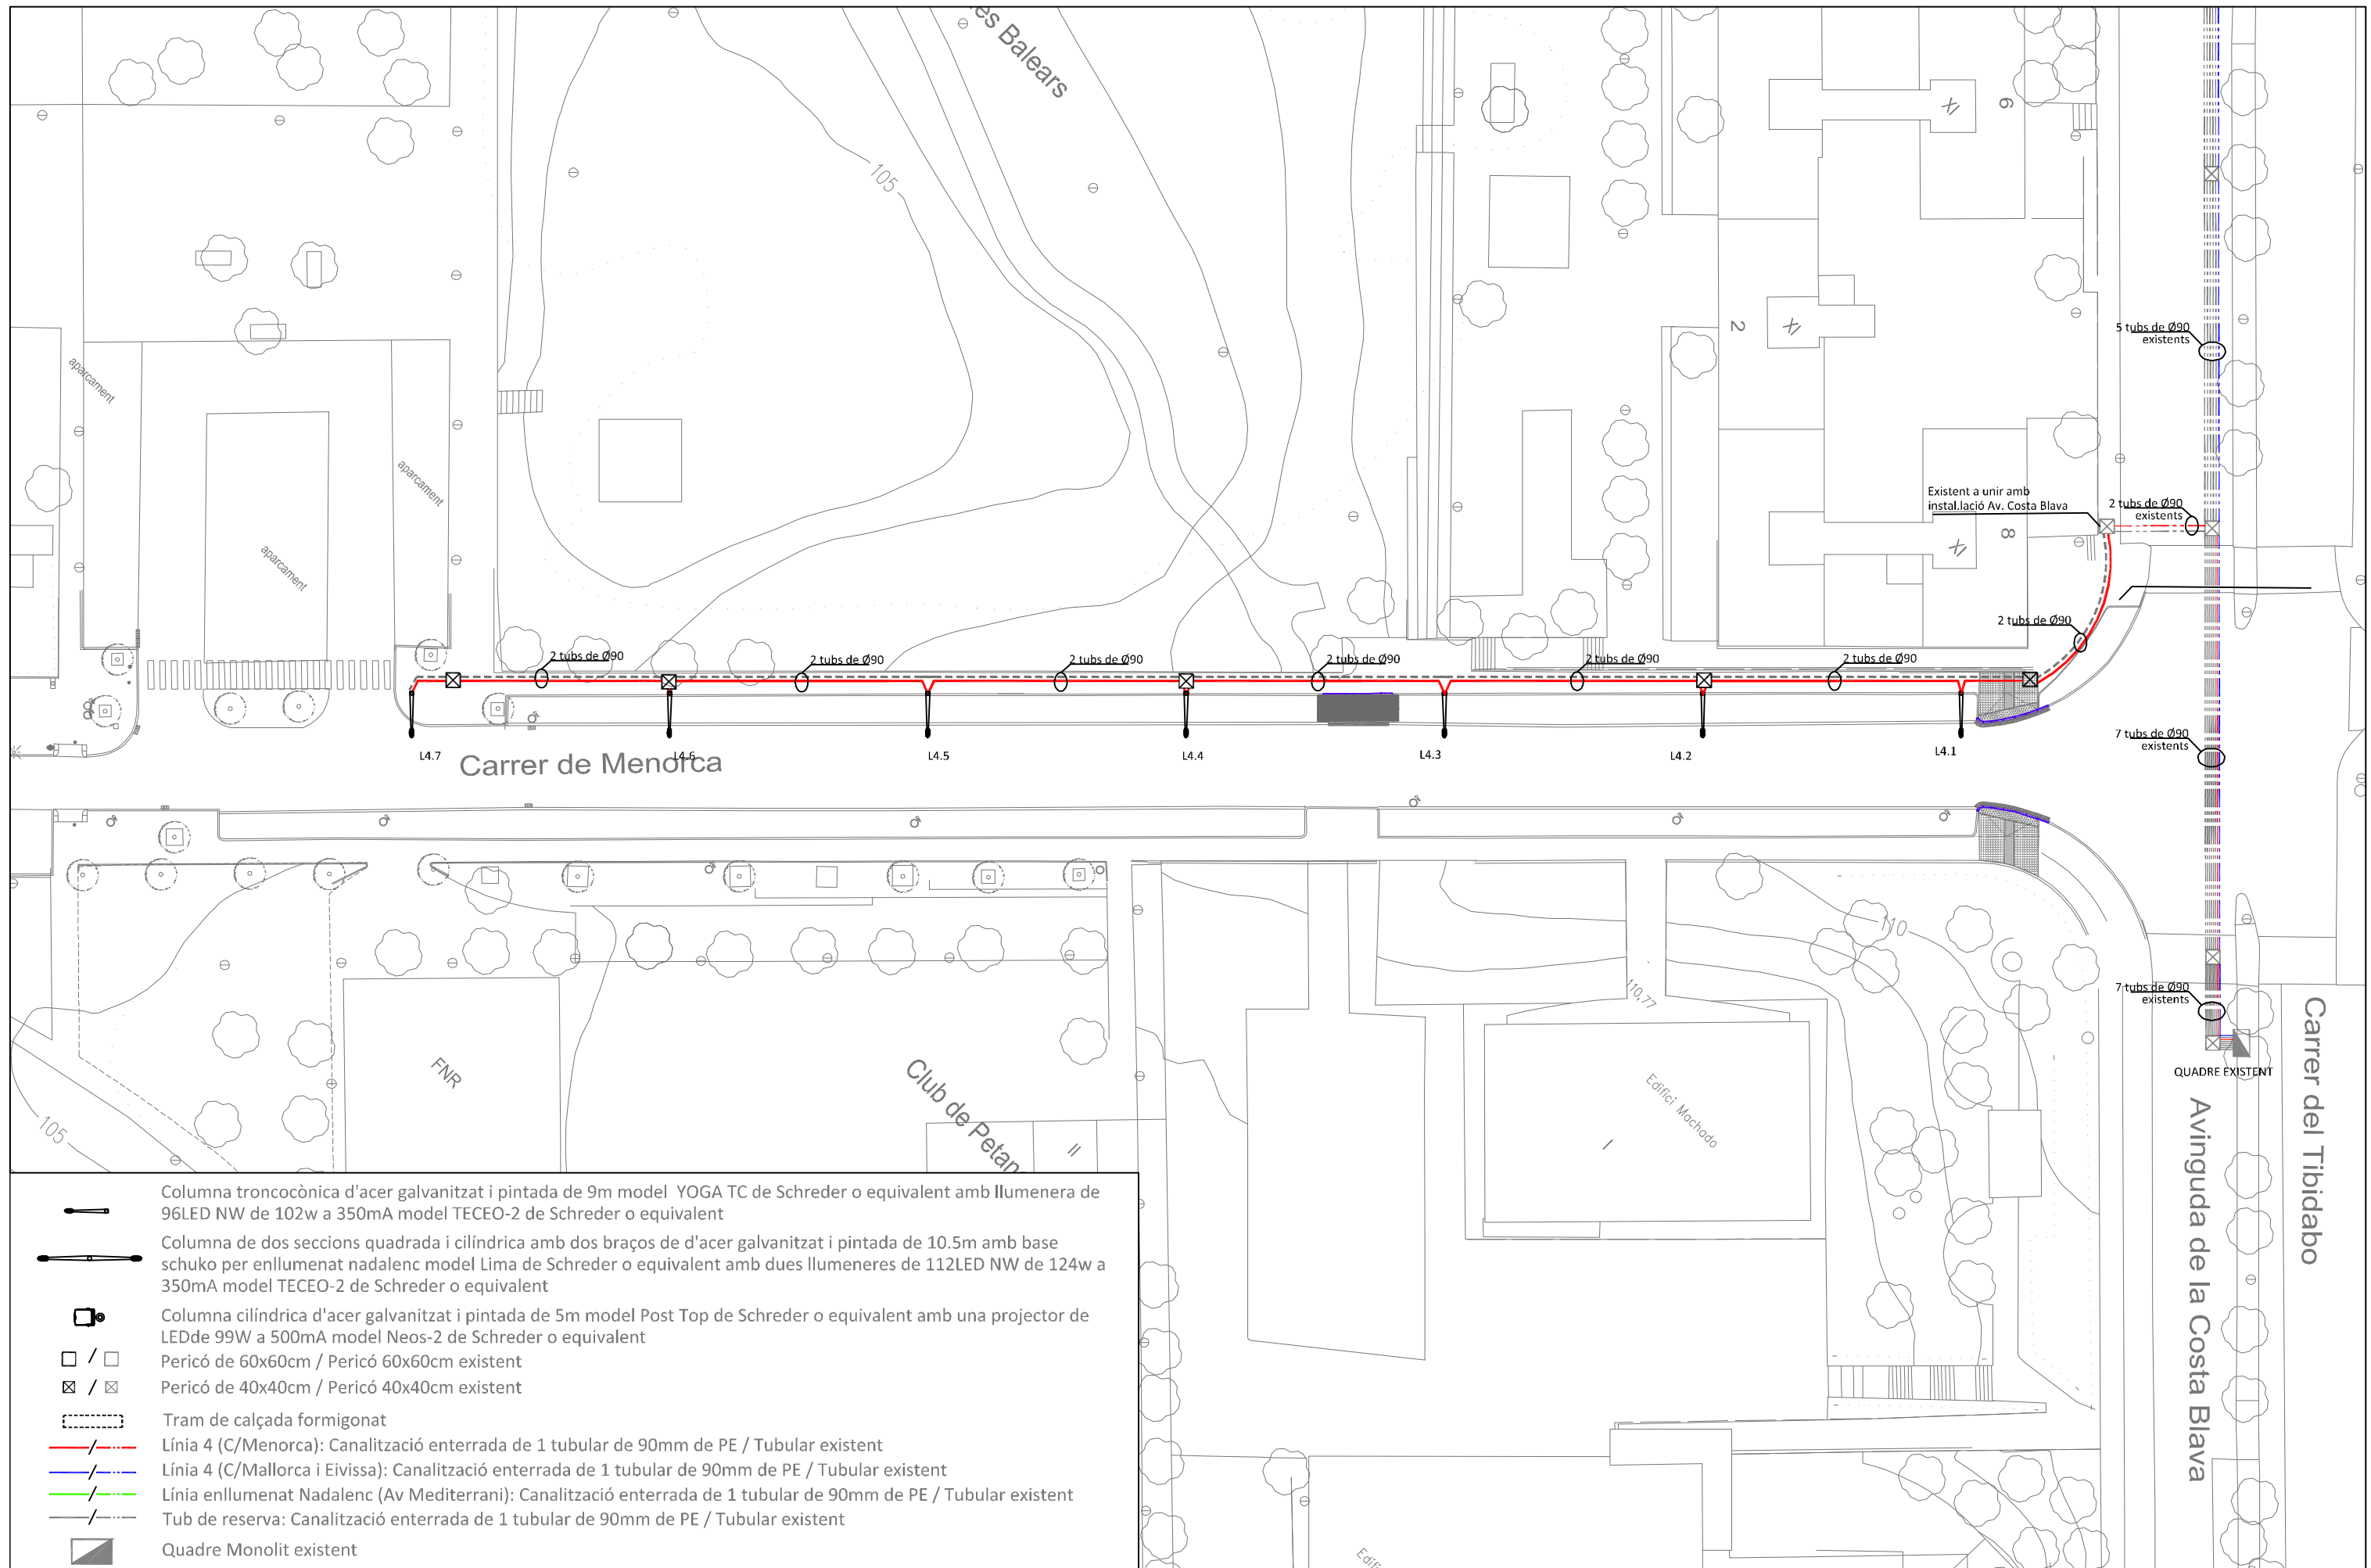 es Balears
105
XI
6
2
XI
5 tubs de Ø90
existents
aparcament
aparcament
aparcament
Existent a unir amb
instal.lació Av. Costa Blava
2 tubs de Ø90
existents
8
XI
2 tubs de Ø90
2 tubs de Ø90
2 tubs de Ø90
2 tubs de Ø90
2 tubs de Ø90
2 tubs de Ø90
2 tubs de Ø90
7 tubs de Ø90
existents
L4.7
L4.6
L4.5
L4.4
L4.3
L4.2
L4.1
Carrer de Menorca
110
110,77
7 tubs de Ø90
existents
QUADRE EXISTENT
FNR
Club de Petan
II
Edifici Machado
I
105
Carrer del Tibidabo
Avinguda de la Costa Blava
Columna troncocònica d'acer galvanitzat i pintada de 9m model YOGA TC de Schreder o equivalent amb llumenera de
96LED NW de 102w a 350mA model TECEO-2 de Schreder o equivalent
Columna de dos seccions quadrada i cilíndrica amb dos braços de d'acer galvanitzat i pintada de 10.5m amb base
schuko per enllumenat nadalenc model Lima de Schreder o equivalent amb dues llumeneres de 112LED NW de 124w a
350mA model TECEO-2 de Schreder o equivalent
Columna cilíndrica d'acer galvanitzat i pintada de 5m model Post Top de Schreder o equivalent amb una projector de
LEDde 99W a 500mA model Neos-2 de Schreder o equivalent
/ Pericó de 60x60cm / Pericó 60x60cm existent
/ Pericó de 40x40cm / Pericó 40x40cm existent
Tram de calçada formigonat
/ Línia 4 (C/Menorca): Canalització enterrada de 1 tubular de 90mm de PE / Tubular existent
/ Línia 4 (C/Mallorca i Eivissa): Canalització enterrada de 1 tubular de 90mm de PE / Tubular existent
/ Línia enllumenat Nadalenc (Av Mediterrani): Canalització enterrada de 1 tubular de 90mm de PE / Tubular existent
/ Tub de reserva: Canalització enterrada de 1 tubular de 90mm de PE / Tubular existent
Quadre Monolit existent
Edifi